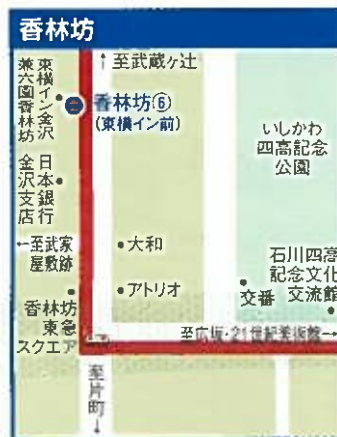 香林坊
↑至武蔵ヶ辻
東横イン金沢
兼六園香林坊
香林坊⑥
(東横イン前)
いしかわ
四高記念
公園
日本銀行
金沢支店
←至武家
屋敷跡
・大和
・アトリオ
香林坊
東急
スクエア
石川四高
記念文化
交流館
交番
至広坂・21世紀美術館→
至片町↓